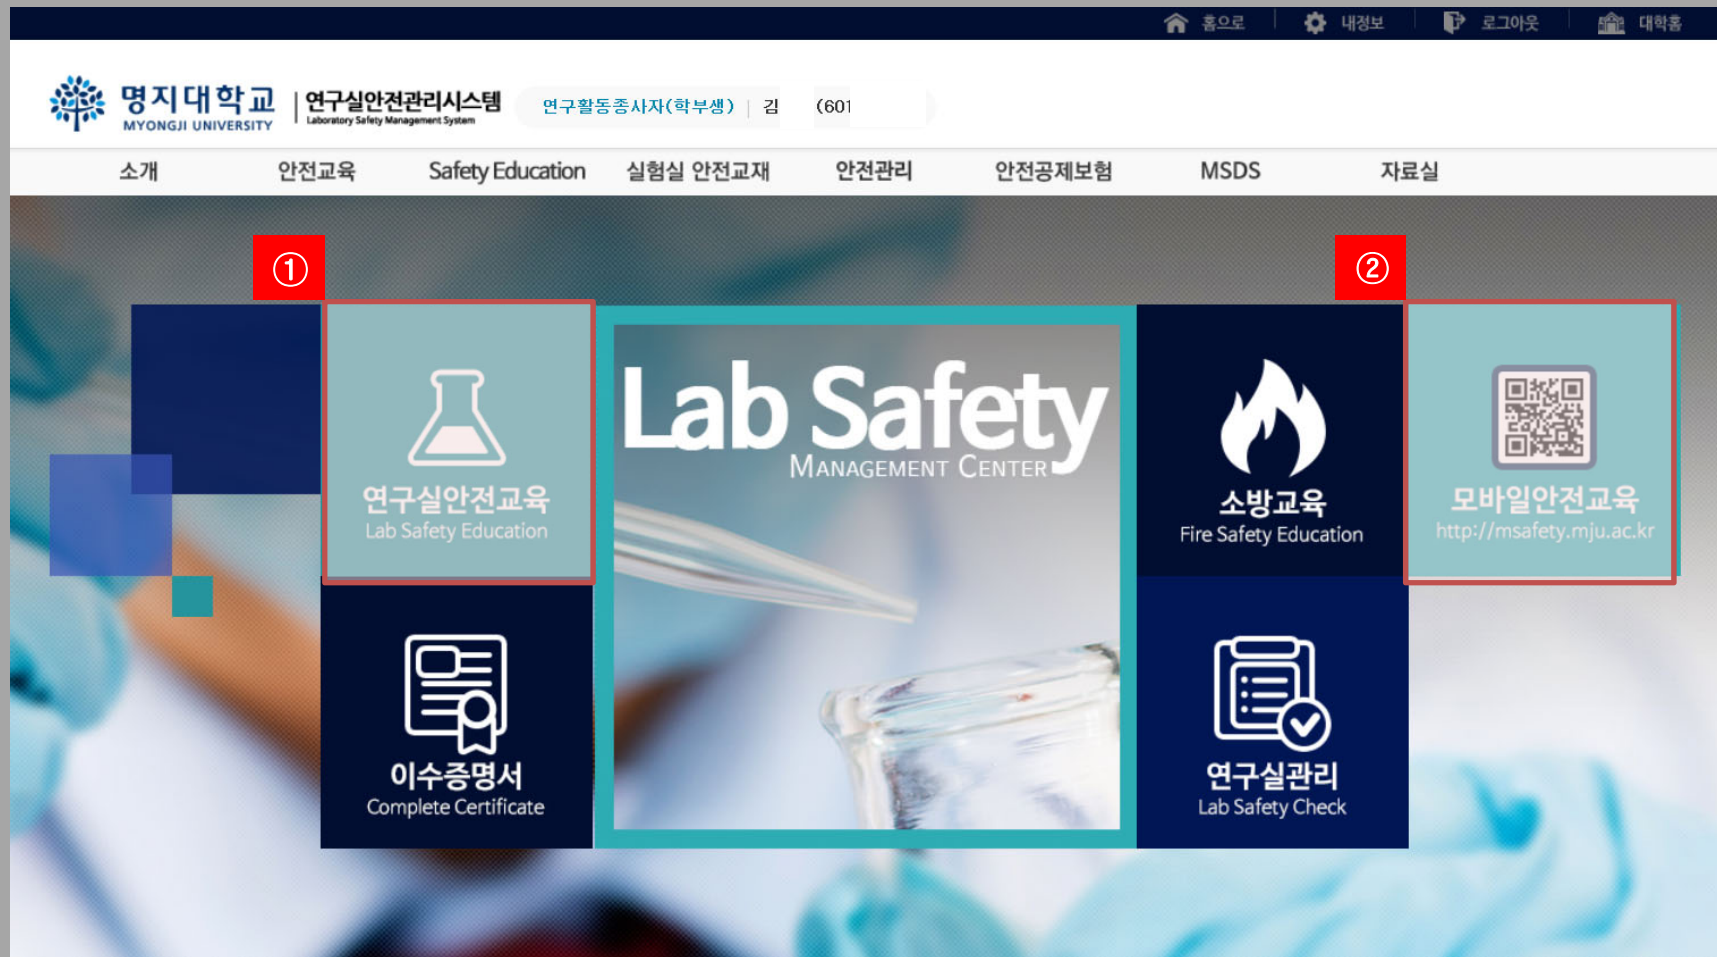 홈으로 내정보 로그아웃 대학홈
명지대학교
MYONGJI UNIVERSITY
연구실안전관리시스템
Laboratory Safety Management System
연구활동종사자(학부생) | 김 (601
소개 안전교육 Safety Education 실험실 안전교재 안전관리 안전공제보험 MSDS 자료실
①
②
연구실안전교육
Lab Safety Education
Lab Safety
MANAGEMENT CENTER
소방교육
Fire Safety Education
모바일안전교육
http://msafety.mju.ac.kr
이수증명서
Complete Certificate
연구실관리
Lab Safety Check